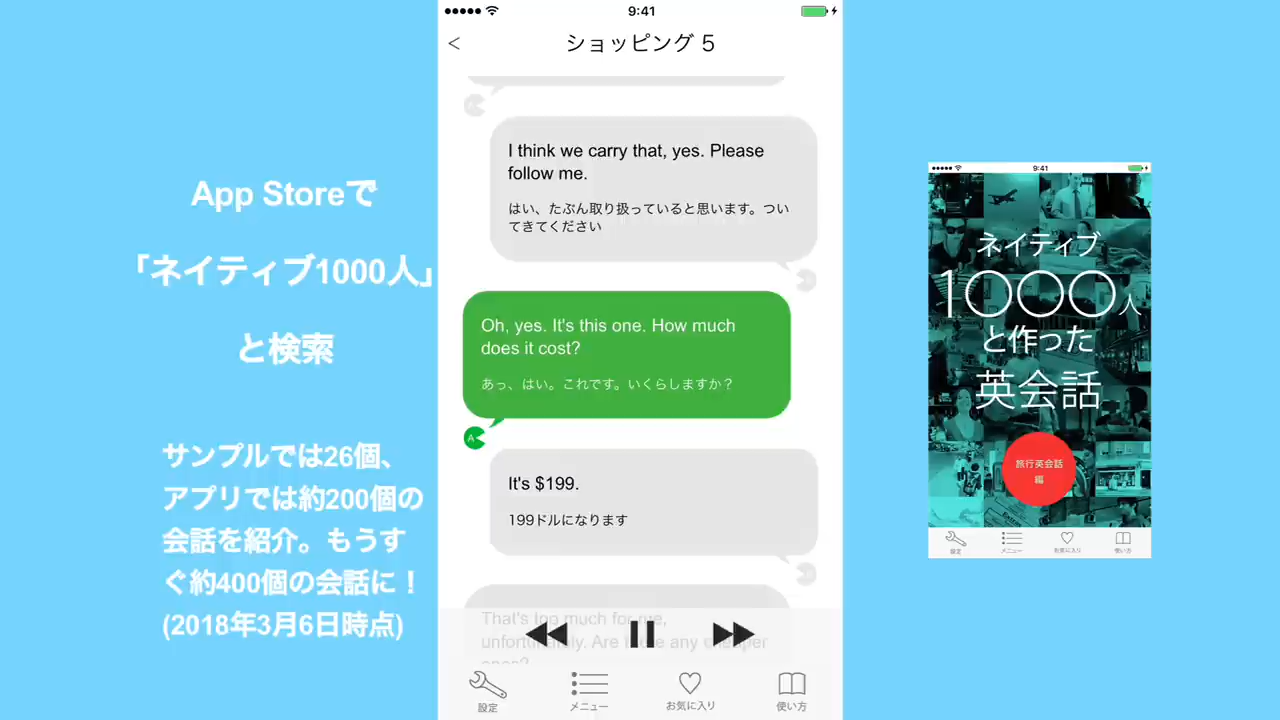 App Storeで
「ネイティブ1000人」
と検索
サンプルでは26個、
アプリでは約200個の
会話を紹介。もうす
ぐ約400個の会話に！
(2018年3月6日時点)
9:41
<
ショッピング 5
I think we carry that, yes. Please
follow me.
はい、たぶん取り扱っていると思います。つい
てきてください
Oh, yes. It's this one. How much
does it cost?
あっ、はい。これです。いくらしますか？
A
It's $199.
199ドルになります
That's too much for me,
unfortunately. Are there any cheaper
ones?
設定
メニュー
お気に入り
使い方
9:41
ネイティブ
1000人
と作った
英会話
旅行英会話
編
設定
メニュー
お気に入り
使い方